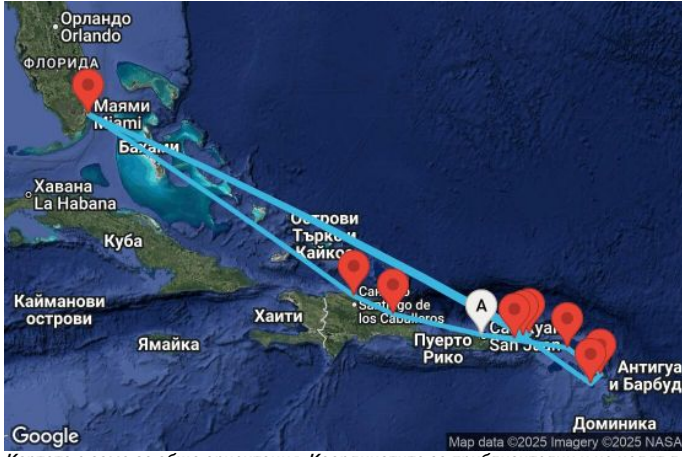 Орландо
Orlando
ФЛОРИДА
Маями
Miami
Бахами
Хавана
La Habana
Куба
Острови
Търкс и
Кайкос
Кайманови
острови
Ямайка
Хаити
Santiago de
los Caballeros
A
Пуерто
Рико
San Juan
Антигуа
и Барбуд
Доминика
Google
Map data ©2025 Imagery ©2025 NASA